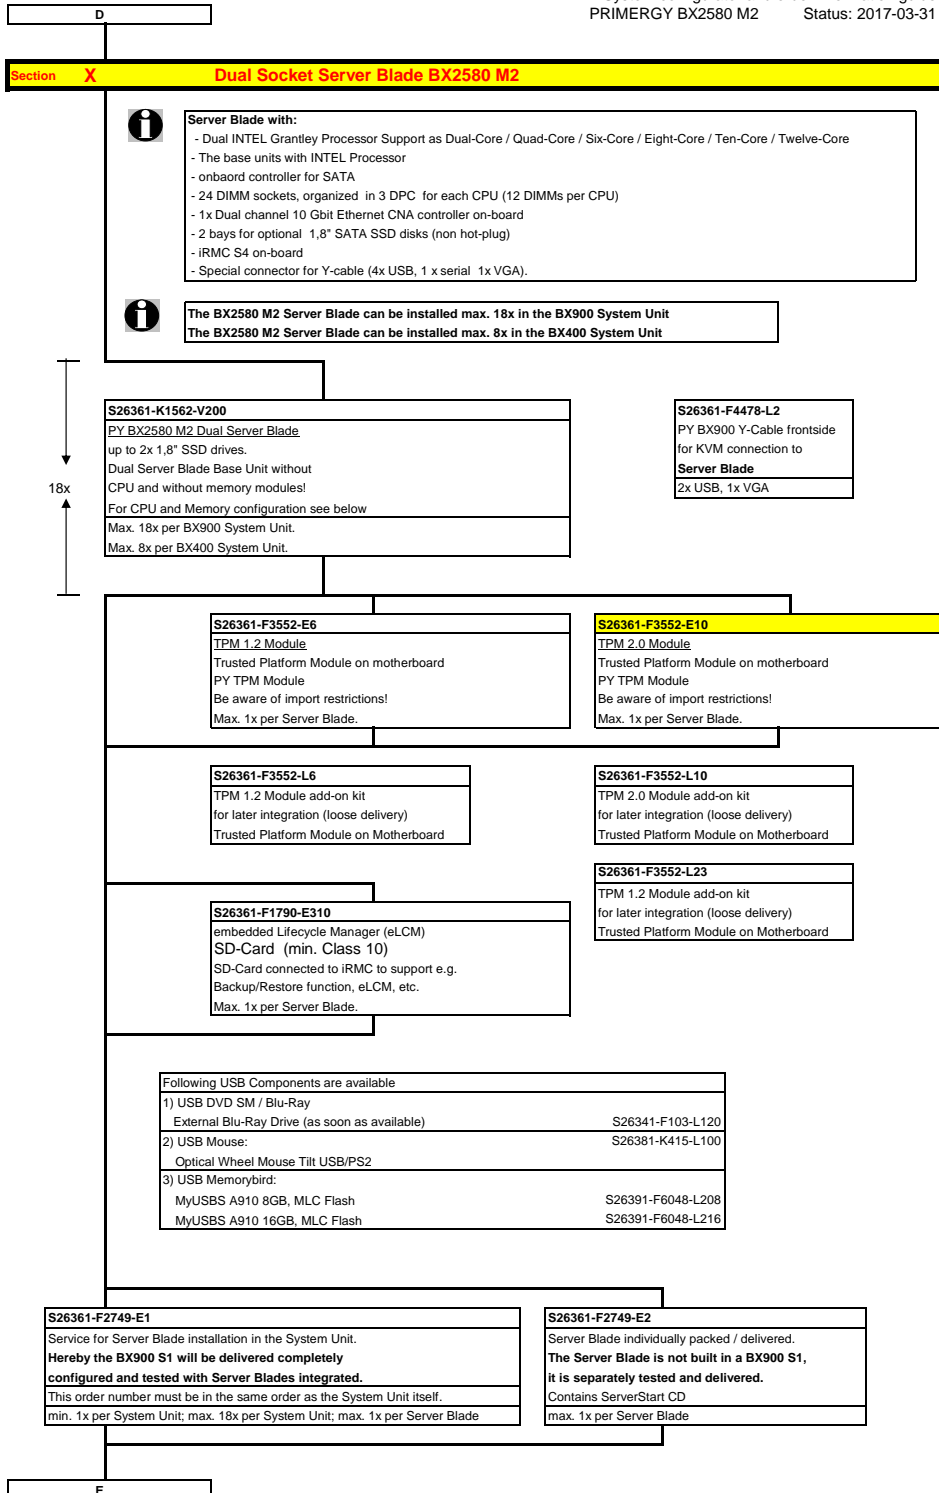 D
PRIMERGY BX2580 M2 Status: 2017-03-31
Section X Dual Socket Server Blade BX2580 M2
Server Blade with:
- Dual INTEL Grantley Processor Support as Dual-Core / Quad-Core / Six-Core / Eight-Core / Ten-Core / Twelve-Core
- The base units with INTEL Processor
- onbaord controller for SATA
- 24 DIMM sockets, organized in 3 DPC for each CPU (12 DIMMs per CPU)
- 1x Dual channel 10 Gbit Ethernet CNA controller on-board
- 2 bays for optional 1,8" SATA SSD disks (non hot-plug)
- iRMC S4 on-board
- Special connector for Y-cable (4x USB, 1 x serial 1x VGA).
The BX2580 M2 Server Blade can be installed max. 18x in the BX900 System Unit
The BX2580 M2 Server Blade can be installed max. 8x in the BX400 System Unit
18x
S26361-K1562-V200
PY BX2580 M2 Dual Server Blade
up to 2x 1,8" SSD drives.
Dual Server Blade Base Unit without
CPU and without memory modules!
For CPU and Memory configuration see below
Max. 18x per BX900 System Unit.
Max. 8x per BX400 System Unit.
S26361-F4478-L2
PY BX900 Y-Cable frontside
for KVM connection to
Server Blade
2x USB, 1x VGA
S26361-F3552-E6
TPM 1.2 Module
Trusted Platform Module on motherboard
PY TPM Module
Be aware of import restrictions!
Max. 1x per Server Blade.
S26361-F3552-E10
TPM 2.0 Module
Trusted Platform Module on motherboard
PY TPM Module
Be aware of import restrictions!
Max. 1x per Server Blade.
S26361-F3552-L6
TPM 1.2 Module add-on kit
for later integration (loose delivery)
Trusted Platform Module on Motherboard
S26361-F3552-L10
TPM 2.0 Module add-on kit
for later integration (loose delivery)
Trusted Platform Module on Motherboard
S26361-F3552-L23
TPM 1.2 Module add-on kit
for later integration (loose delivery)
Trusted Platform Module on Motherboard
S26361-F1790-E310
embedded Lifecycle Manager (eLCM)
SD-Card (min. Class 10)
SD-Card connected to iRMC to support e.g.
Backup/Restore function, eLCM, etc.
Max. 1x per Server Blade.
Following USB Components are available
1) USB DVD SM / Blu-Ray
External Blu-Ray Drive (as soon as available) S26341-F103-L120
2) USB Mouse: S26381-K415-L100
Optical Wheel Mouse Tilt USB/PS2
3) USB Memorybird:
MyUSBS A910 8GB, MLC Flash S26391-F6048-L208
MyUSBS A910 16GB, MLC Flash S26391-F6048-L216
S26361-F2749-E1
Service for Server Blade installation in the System Unit.
Hereby the BX900 S1 will be delivered completely
configured and tested with Server Blades integrated.
This order number must be in the same order as the System Unit itself.
min. 1x per System Unit; max. 18x per System Unit; max. 1x per Server Blade
S26361-F2749-E2
Server Blade individually packed / delivered.
The Server Blade is not built in a BX900 S1,
it is separately tested and delivered.
Contains ServerStart CD
max. 1x per Server Blade